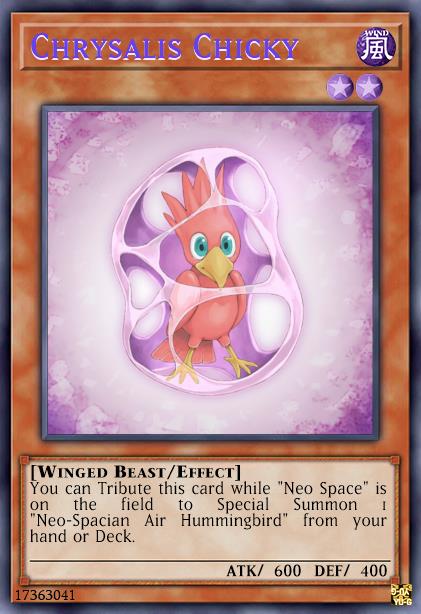 Chrysalis Chicky
WIND
風
[Winged Beast/Effect]
You can Tribute this card while "Neo Space" is
on the field to Special Summon 1
"Neo-Spacian Air Hummingbird" from your
hand or Deck.
ATK/ 600 DEF/ 400
17363041